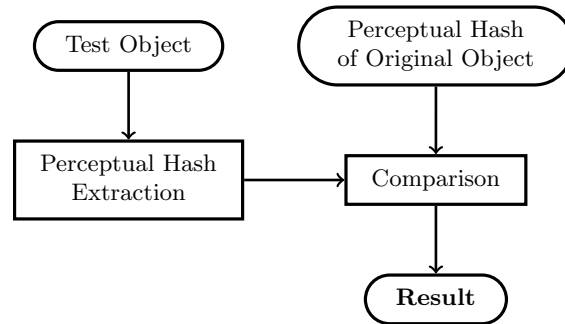 Test Object
Perceptual Hash
of Original Object
Perceptual Hash
Extraction
Comparison
Result